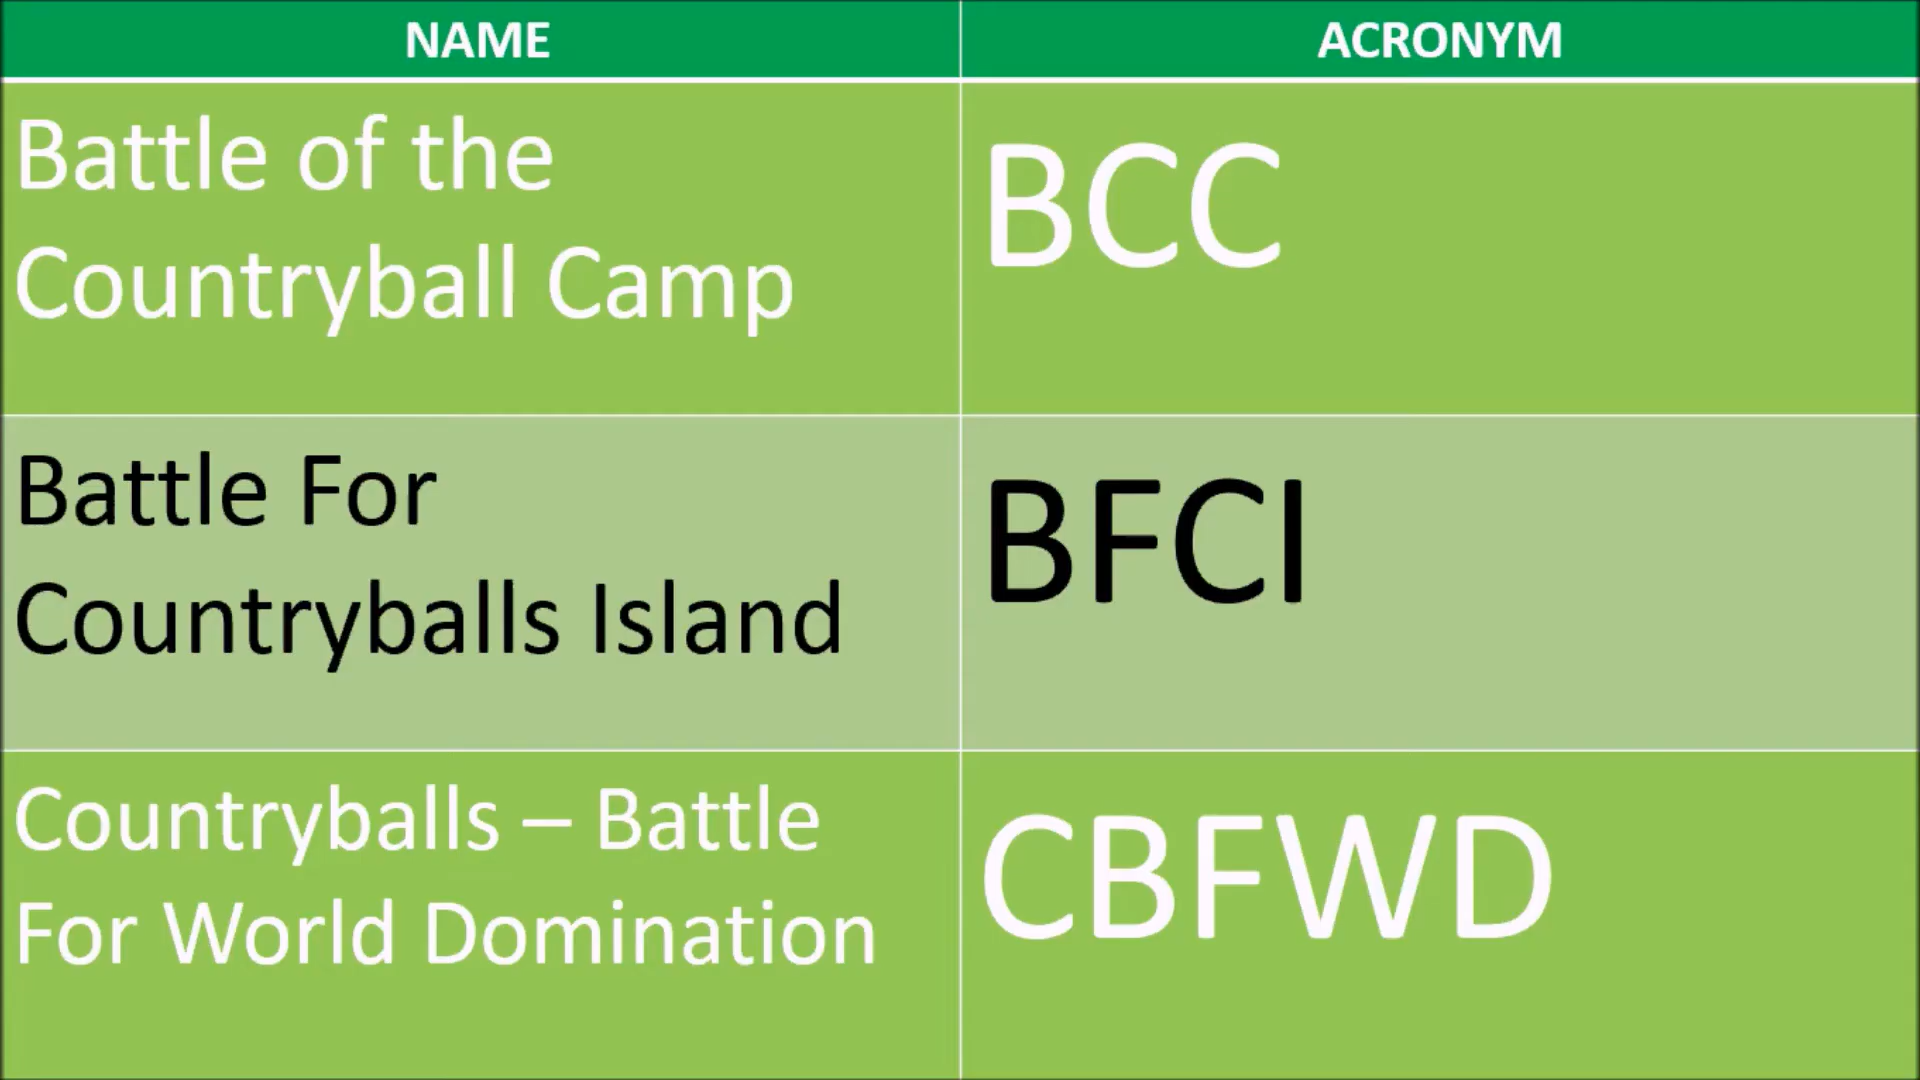 NAME
ACRONYM
Battle of the
Countryball Camp
BCC
Battle For
Countryballs Island
BFCI
Countryballs – Battle
For World Domination
CBFWD